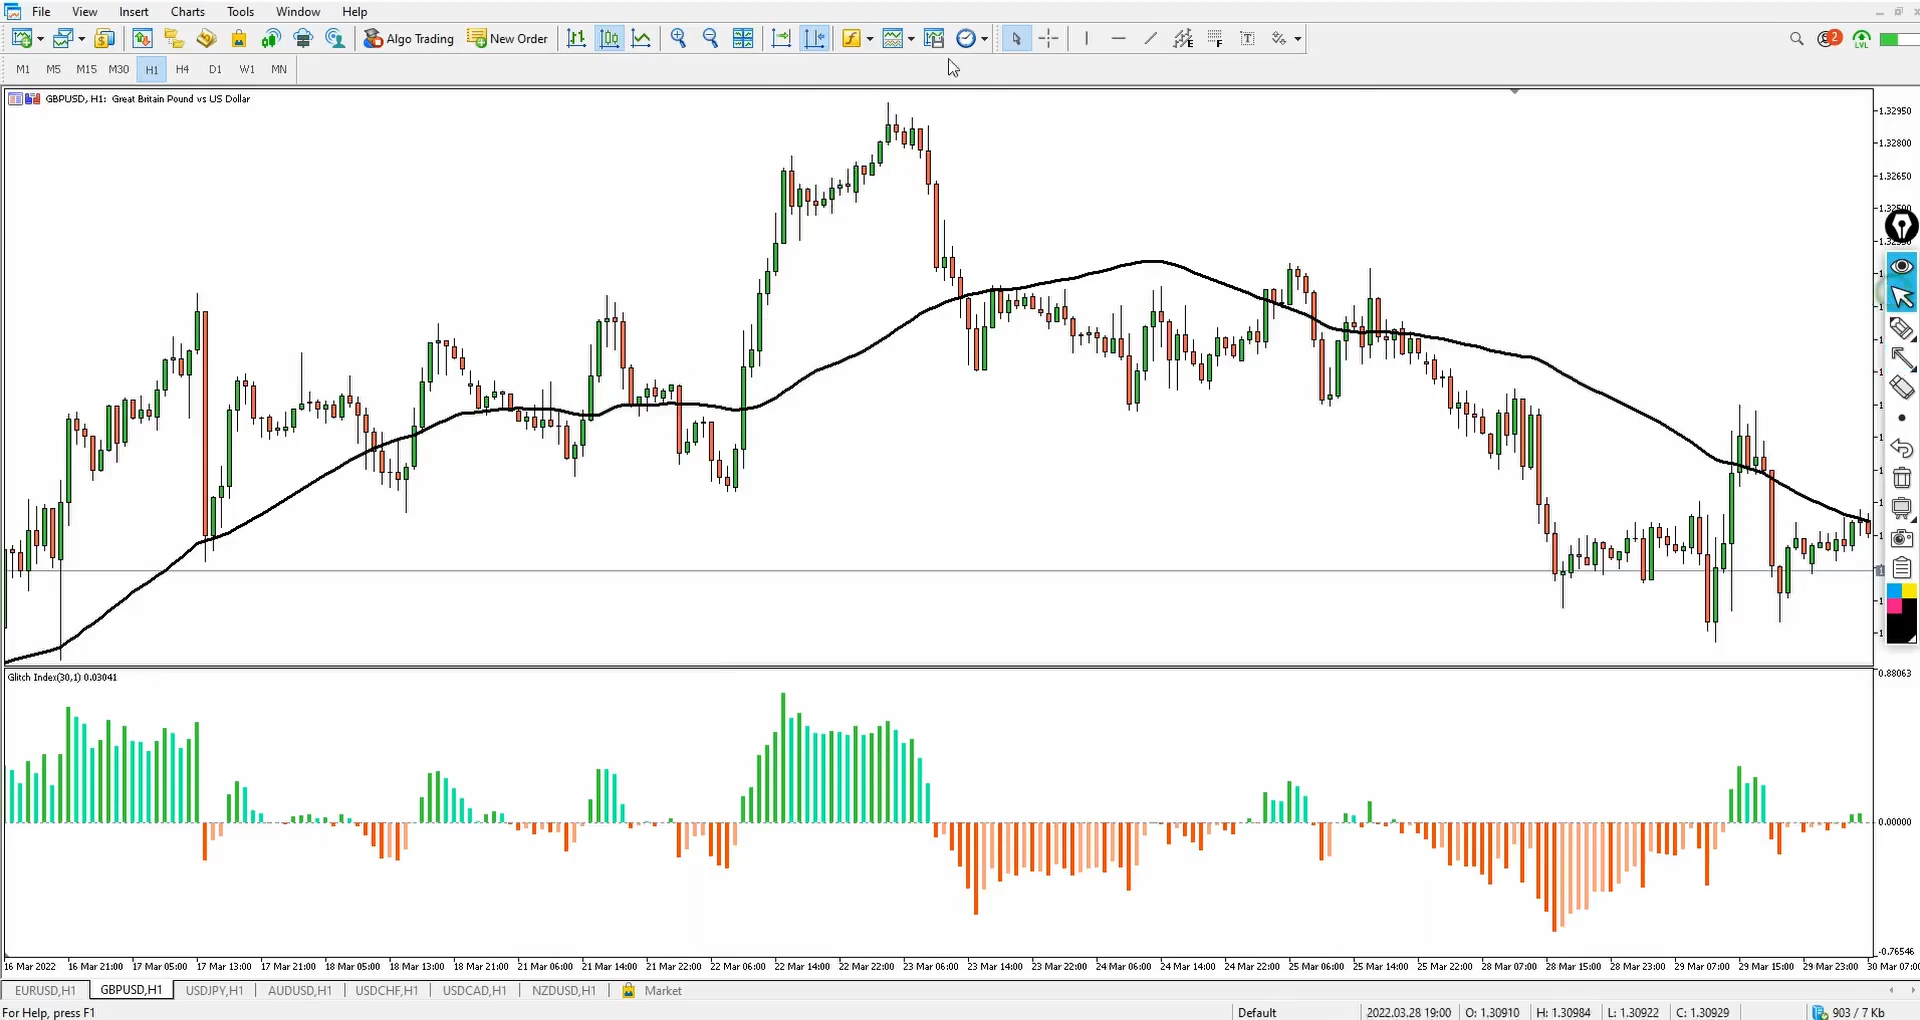 File View Insert Charts Tools Window Help
Algo Trading New Order
2
LVL
M1 M5 M15 M30 H1 H4 D1 W1 MN
GBPUSD, H1: Great Britain Pound vs US Dollar
1.32950
1.32800
1.32650
1.32500
Glitch Index(30,1) 0.03041
0.88063
0.00000
-0.76546
16 Mar 2022 16 Mar 21:00 17 Mar 05:00 17 Mar 13:00 17 Mar 21:00 18 Mar 05:00 18 Mar 13:00 18 Mar 21:00 21 Mar 06:00 21 Mar 14:00 21 Mar 22:00 22 Mar 06:00 22 Mar 14:00 22 Mar 22:00 23 Mar 06:00 23 Mar 14:00 23 Mar 22:00 24 Mar 06:00 24 Mar 14:00 24 Mar 22:00 25 Mar 06:00 25 Mar 14:00 25 Mar 22:00 28 Mar 07:00 28 Mar 15:00 28 Mar 23:00 29 Mar 07:00 29 Mar 15:00 29 Mar 23:00 30 Mar 07:00
EURUSD,H1 GBPUSD,H1 USDJPY,H1 AUDUSD,H1 USDCHF,H1 USDCAD,H1 NZDUSD,H1 Market
For Help, press F1 Default 2022.03.28 19:00 O: 1.30910 H: 1.30984 L: 1.30922 C: 1.30929 903 / 7 Kb